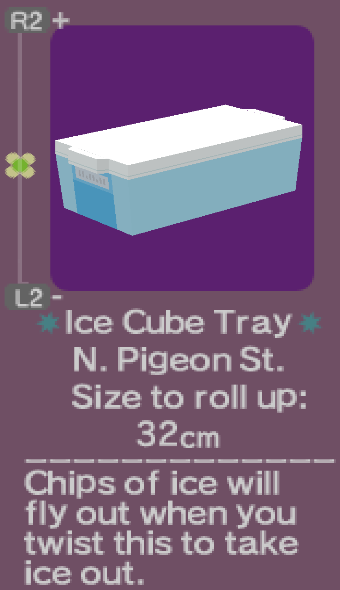 R2 +
L2 -
Ice Cube Tray
N. Pigeon St.
Size to roll up:
32cm
Chips of ice will
fly out when you
twist this to take
ice out.